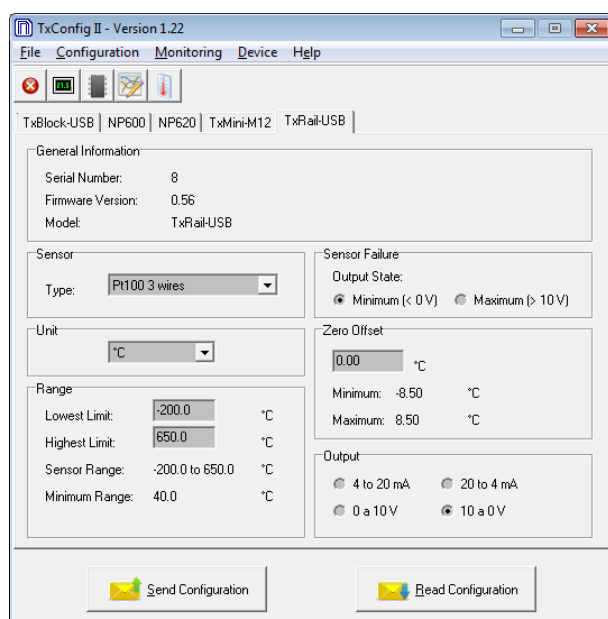 TxConfig II - Version 1.22
File Configuration Monitoring Device Help
21.5
TxBlock-USB NP600 NP620 TxMini-M12 TxRail-USB
General Information
Serial Number: 8
Firmware Version: 0.56
Model: TxRail-USB
Sensor
Type: Pt100 3 wires
Sensor Failure
Output State:
Minimum (< 0 V) Maximum (> 10 V)
Unit
°C
Zero Offset
0.00 °C
Minimum: -8.50 °C
Maximum: 8.50 °C
Range
Lowest Limit: -200.0 °C
Highest Limit: 650.0 °C
Sensor Range: -200.0 to 650.0 °C
Minimum Range: 40.0 °C
Output
4 to 20 mA 20 to 4 mA
0 a 10 V 10 a 0 V
Send Configuration Read Configuration